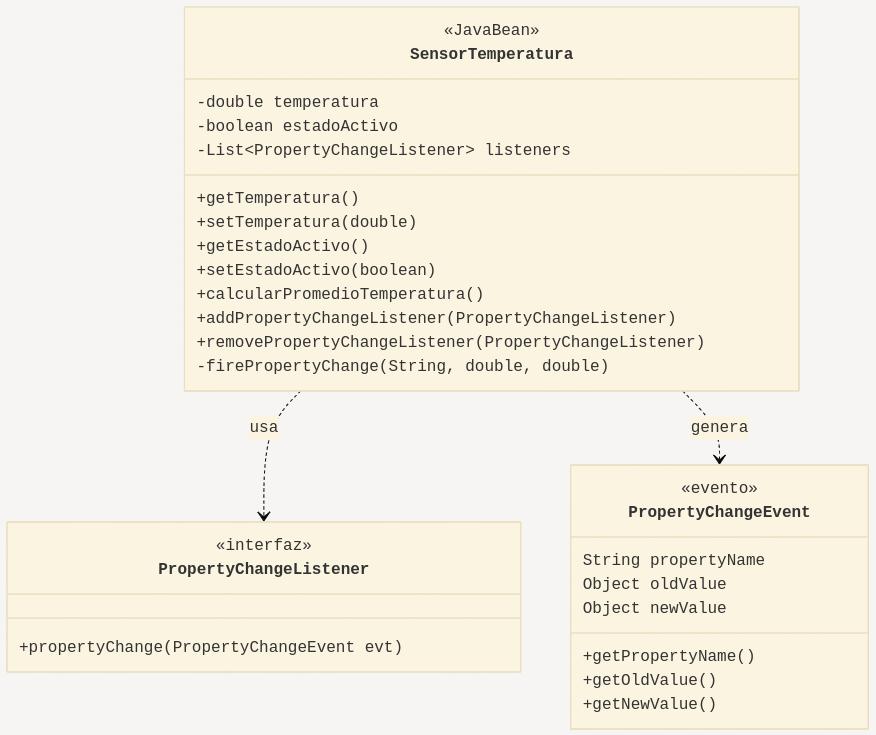 «JavaBean»
SensorTemperatura
-double temperatura
-boolean estadoActivo
-List<PropertyChangeListener> listeners
+getTemperatura()
+setTemperatura(double)
+getEstadoActivo()
+setEstadoActivo(boolean)
+calcularPromedioTemperatura()
+addPropertyChangeListener(PropertyChangeListener)
+removePropertyChangeListener(PropertyChangeListener)
-firePropertyChange(String, double, double)
usa
genera
«interfaz»
PropertyChangeListener
+propertyChange(PropertyChangeEvent evt)
«evento»
PropertyChangeEvent
String propertyName
Object oldValue
Object newValue
+getPropertyName()
+getOldValue()
+getNewValue()